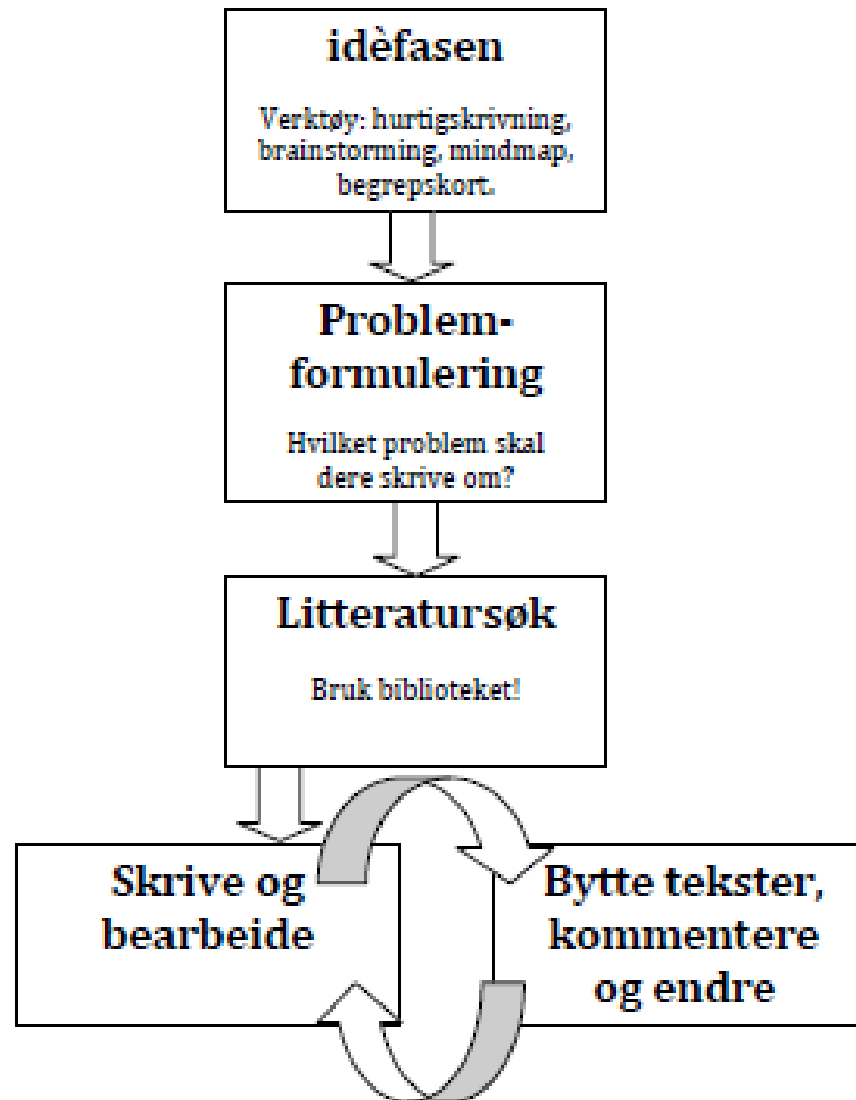 idèfasen
Verktøy: hurtigskrivning,
brainstorming, mindmap,
begrepskort.
Problem-
formulering
Hvilket problem skal
dere skrive om?
Litteratursøk
Bruk biblioteket!
Skrive og
bearbeide
Bytte tekster,
kommentere
og endre